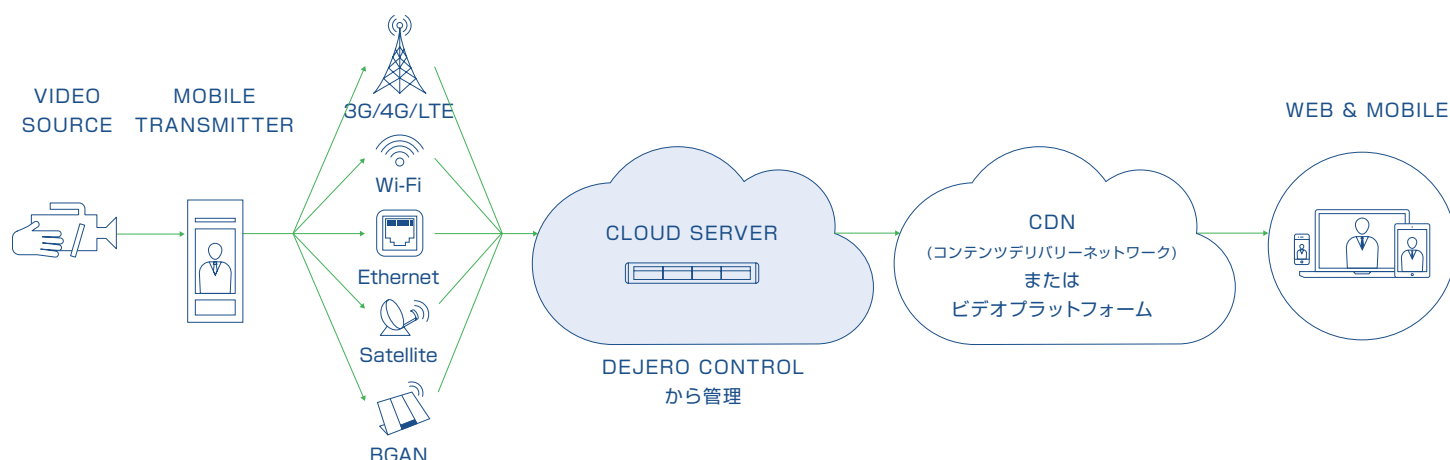 VIDEO
SOURCE
MOBILE
TRANSMITTER
3G/4G/LTE
Wi-Fi
Ethernet
Satellite
BGAN
CLOUD SERVER
DEJERO CONTROL
から管理
CDN
(コンテンツデリバリーネットワーク)
または
ビデオプラットフォーム
WEB & MOBILE